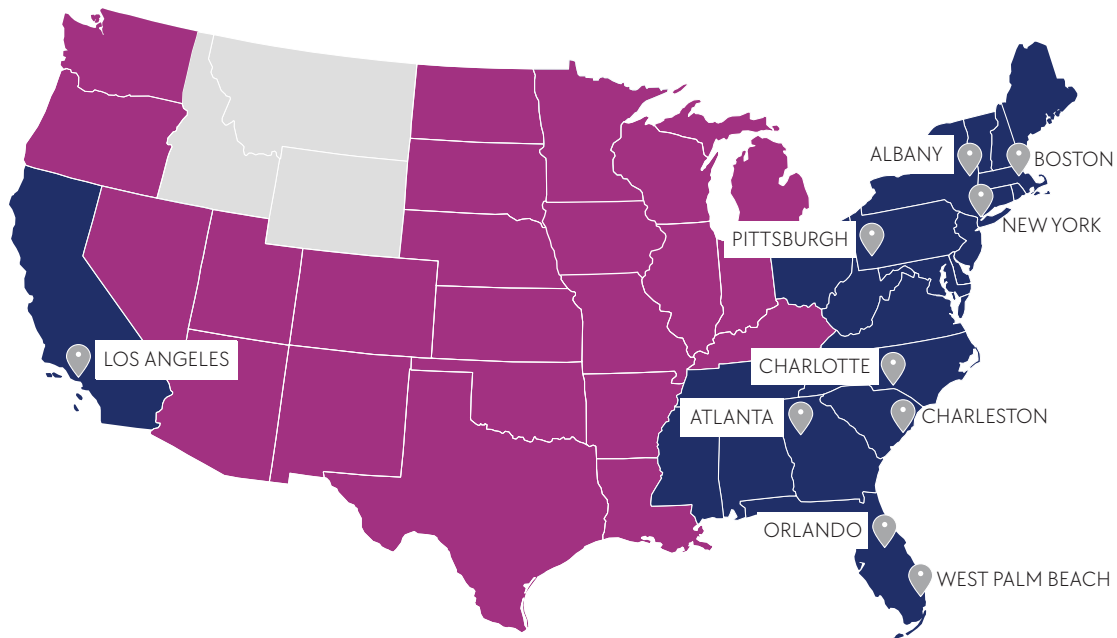 ALBANY
BOSTON
NEW YORK
PITTSBURGH
LOS ANGELES
CHARLOTTE
ATLANTA
CHARLESTON
ORLANDO
WEST PALM BEACH